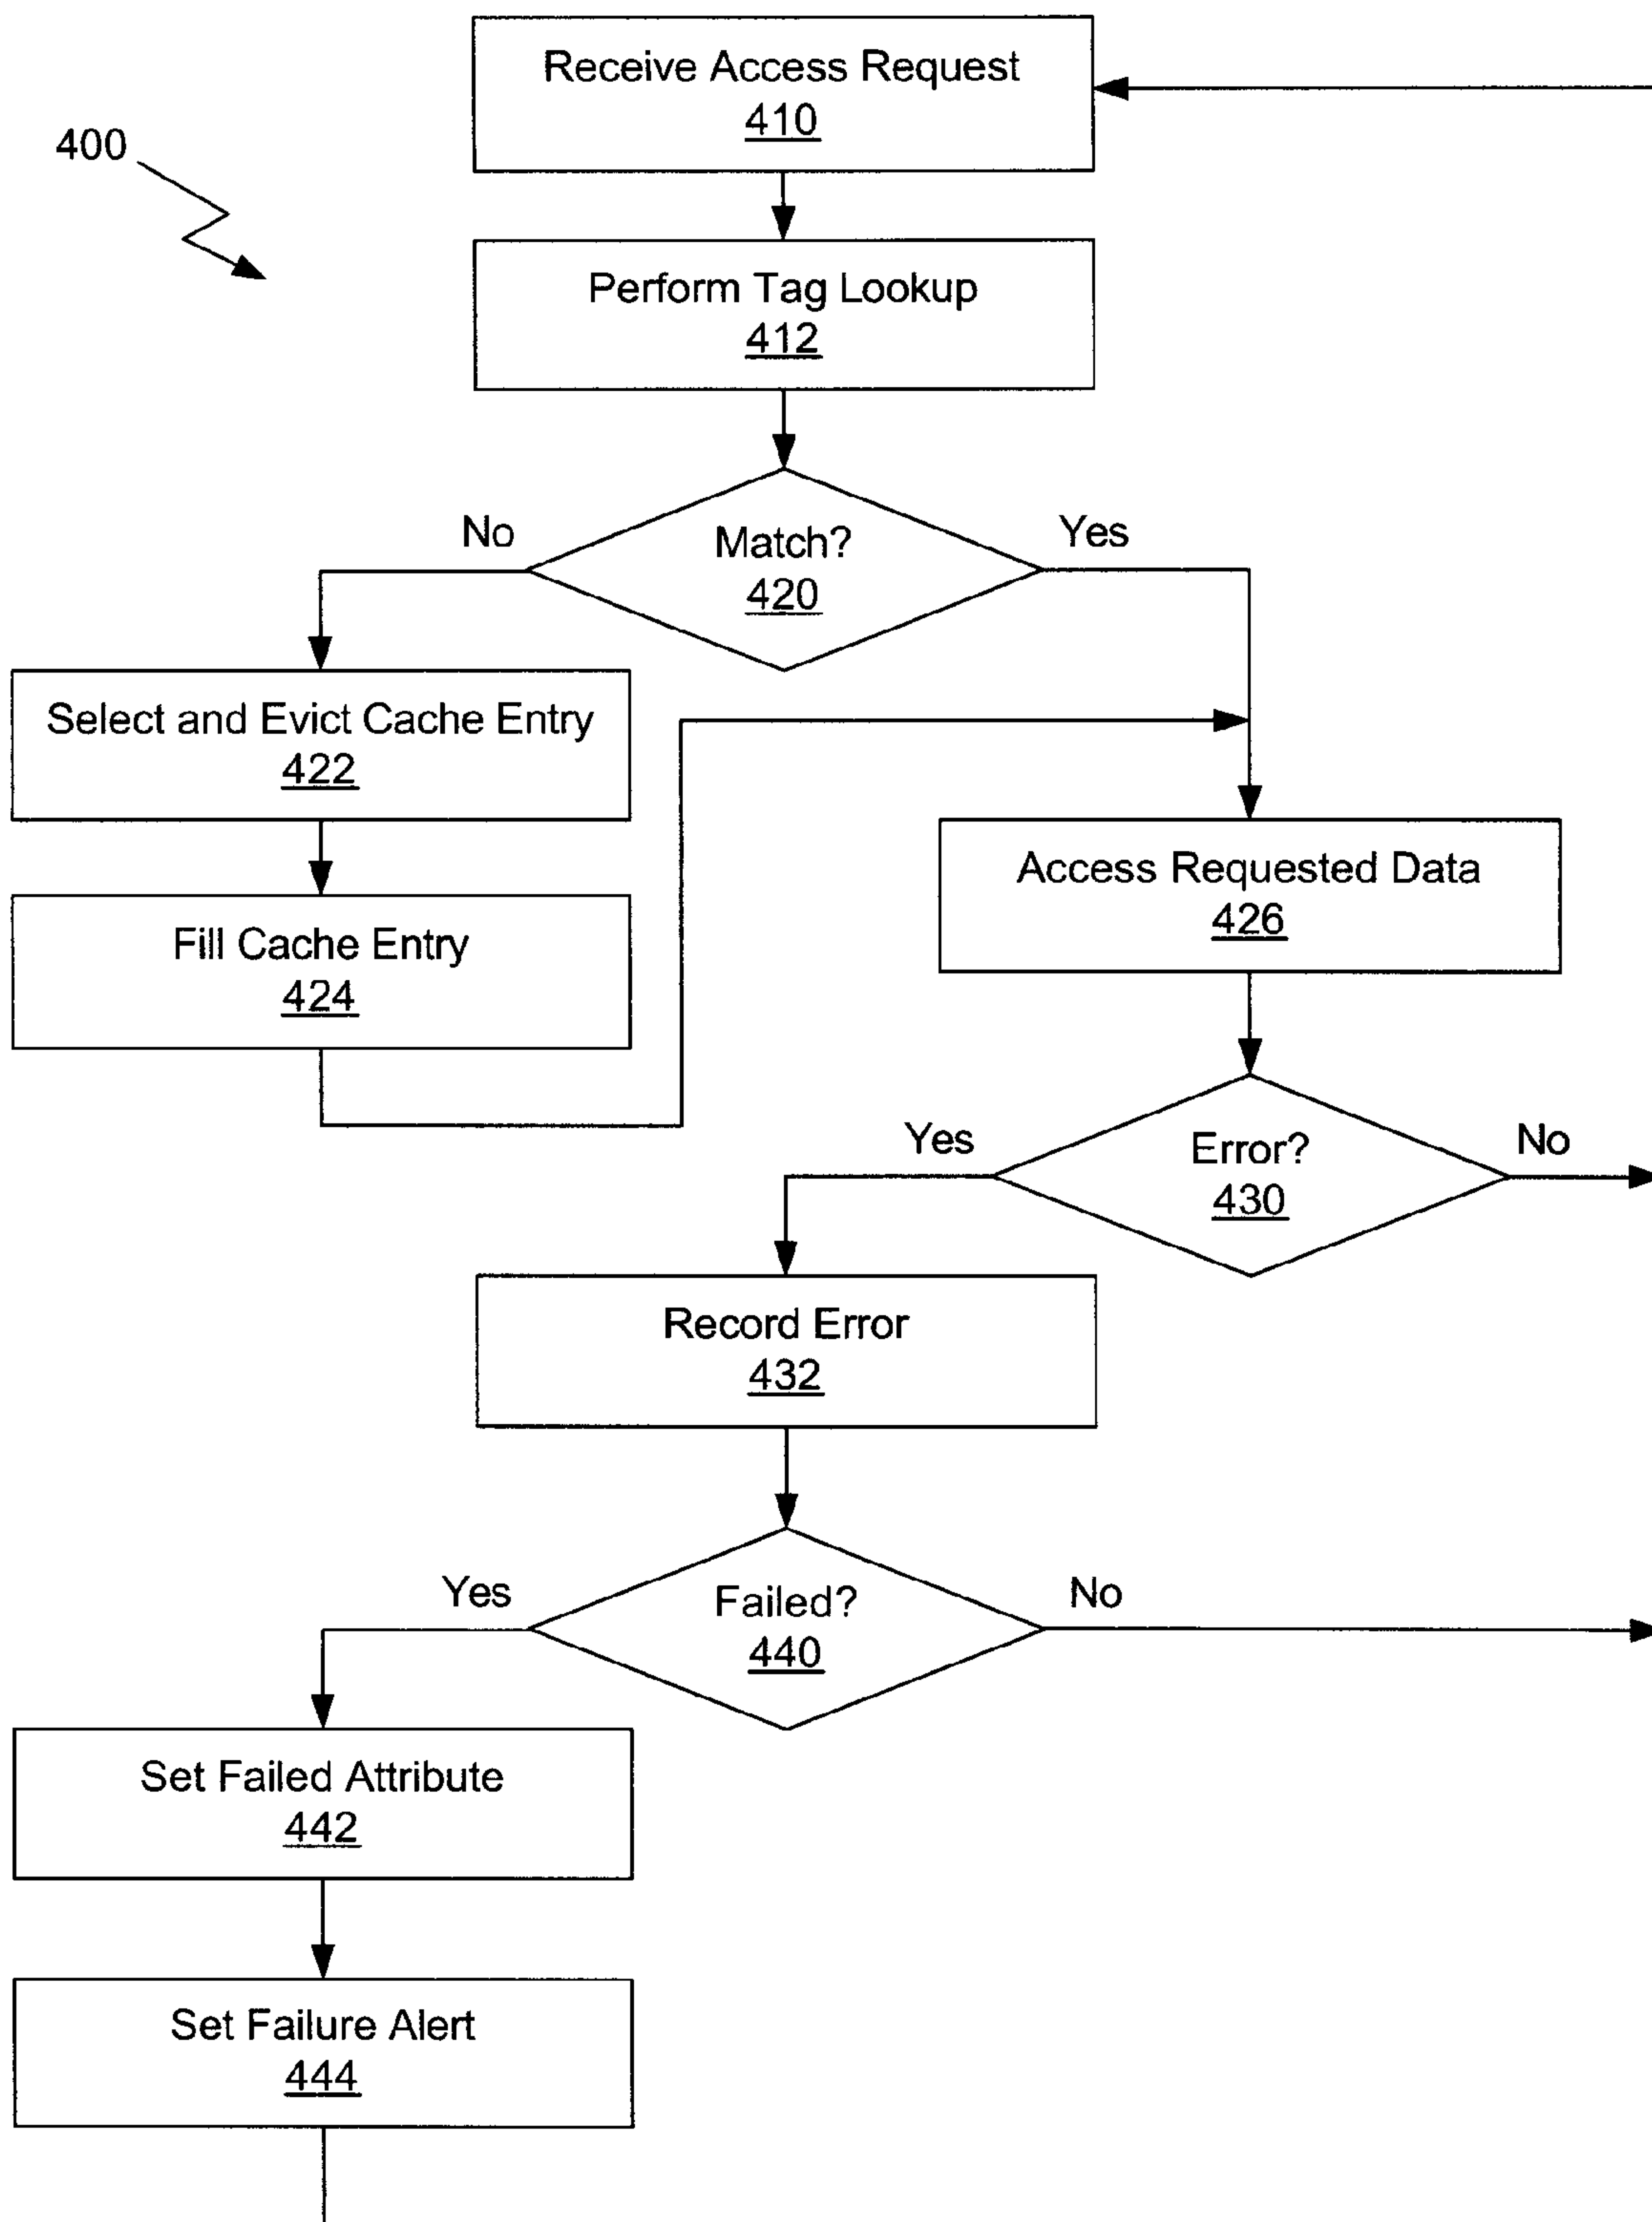 Receive Access Request
410
400
Perform Tag Lookup
412
No
Match?
420
Yes
Select and Evict Cache Entry
422
Access Requested Data
426
Fill Cache Entry
424
Yes
Error?
430
No
Record Error
432
Yes
Failed?
440
No
Set Failed Attribute
442
Set Failure Alert
444